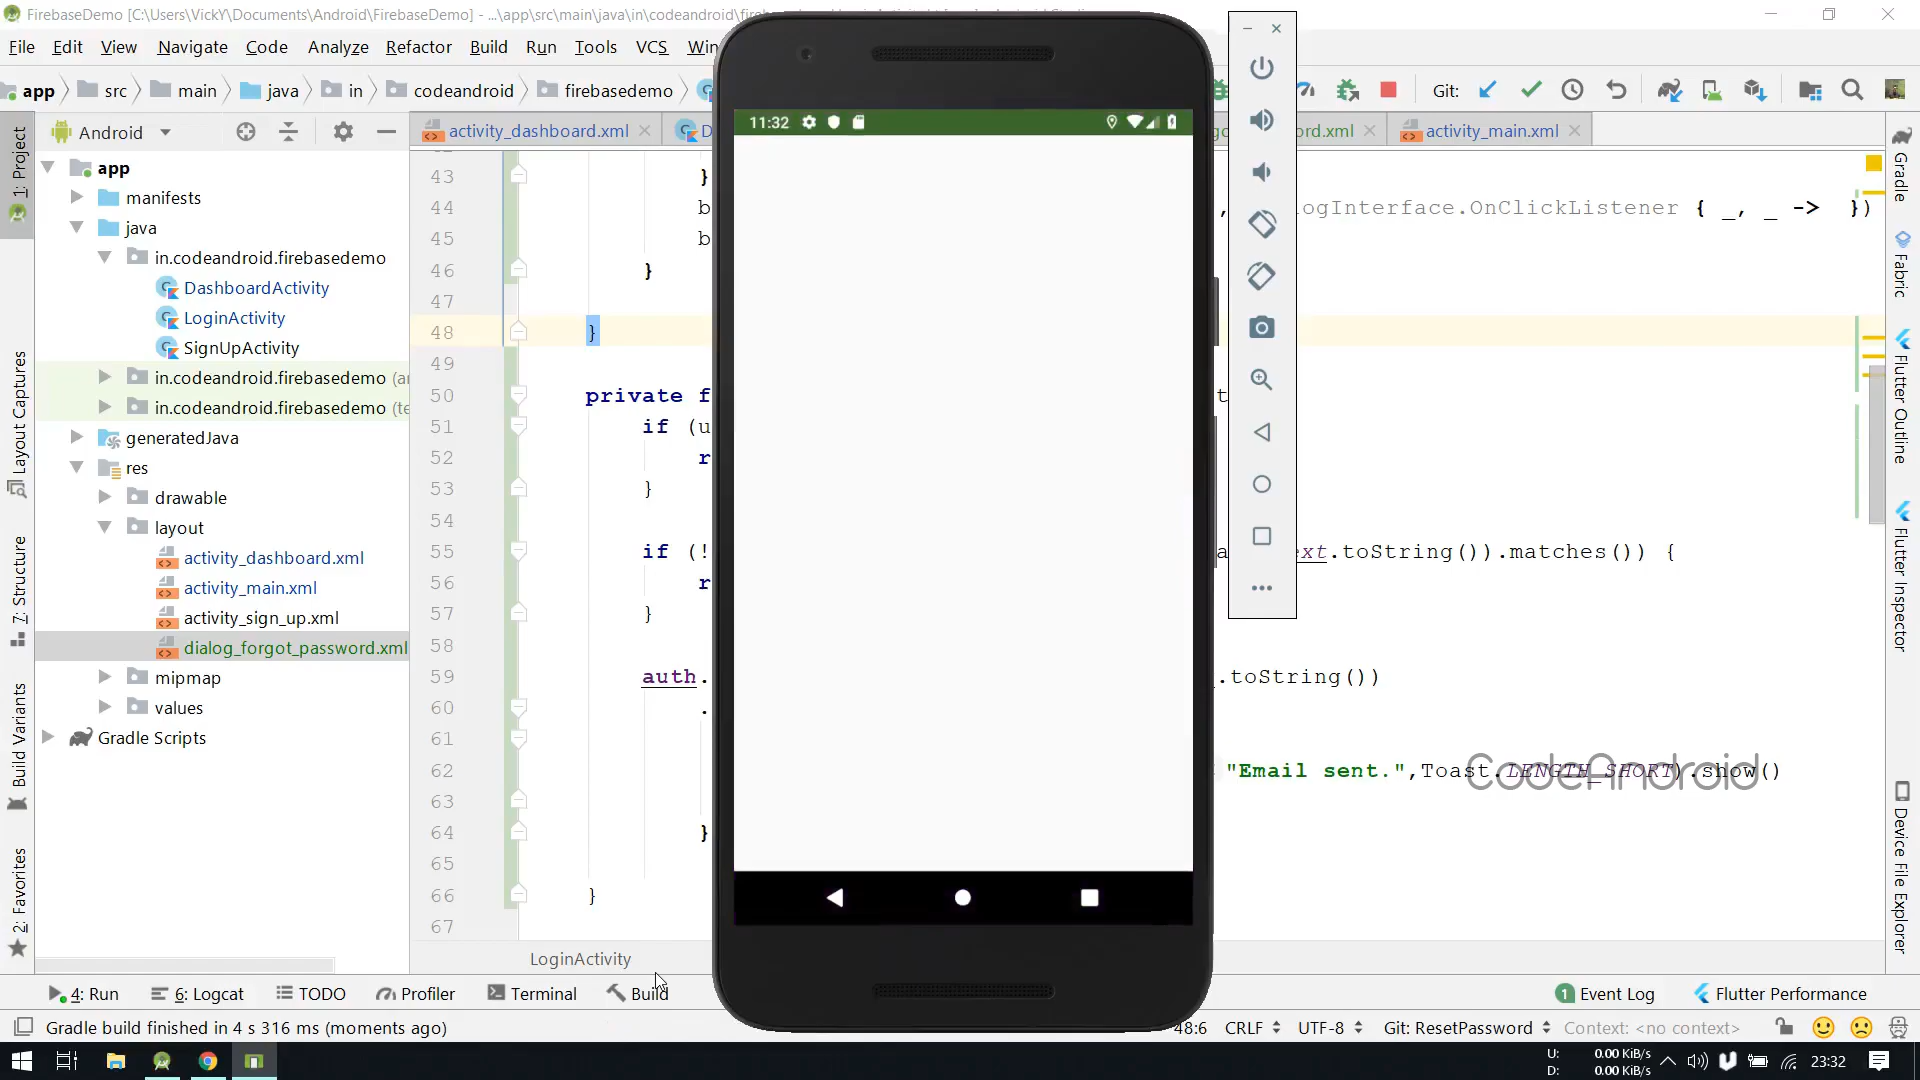 FirebaseDemo [C:\Users\VickY\Documents\Android\FirebaseDemo] - ...\app\src\main\java\in\codeandroid\
File Edit View Navigate Code Analyze Refactor Build Run Tools VCS Win
app src main java in codeandroid firebasedemo
Git:
Android
activity_dashboard.xml
D
rd.xml
activity_main.xml
11:32
1: Project
app
manifests
java
in.codeandroid.firebasedemo
DashboardActivity
LoginActivity
SignUpActivity
in.codeandroid.firebasedemo (ar
in.codeandroid.firebasedemo (te
generatedJava
res
drawable
layout
activity_dashboard.xml
activity_main.xml
activity_sign_up.xml
dialog_forgot_password.xml
mipmap
values
Gradle Scripts
Layout Captures
7: Structure
Build Variants
2: Favorites
43 }
44 b , ogInterface.OnClickListener { _, _ -> })
45 b
46 }
47
48 }
49
50 private f t
51 if (u
52 r
53 }
54
55 if (! a ext.toString()).matches()) {
56 r
57 }
58
59 auth. .toString())
60 .
61
62 "Email sent.",Toast.LENGTH_SHORT).show()
63
64 }
65
66 }
67
CodeAndroid
LoginActivity
Gradle
Fabric
Flutter Outline
Flutter Inspector
Device File Explorer
4: Run 6: Logcat TODO Profiler Terminal Build
1 Event Log Flutter Performance
Gradle build finished in 4 s 316 ms (moments ago)
48:6 CRLF UTF-8 Git: ResetPassword Context: <no context>
U: 0.00 KiB/s
D: 0.00 KiB/s
23:32